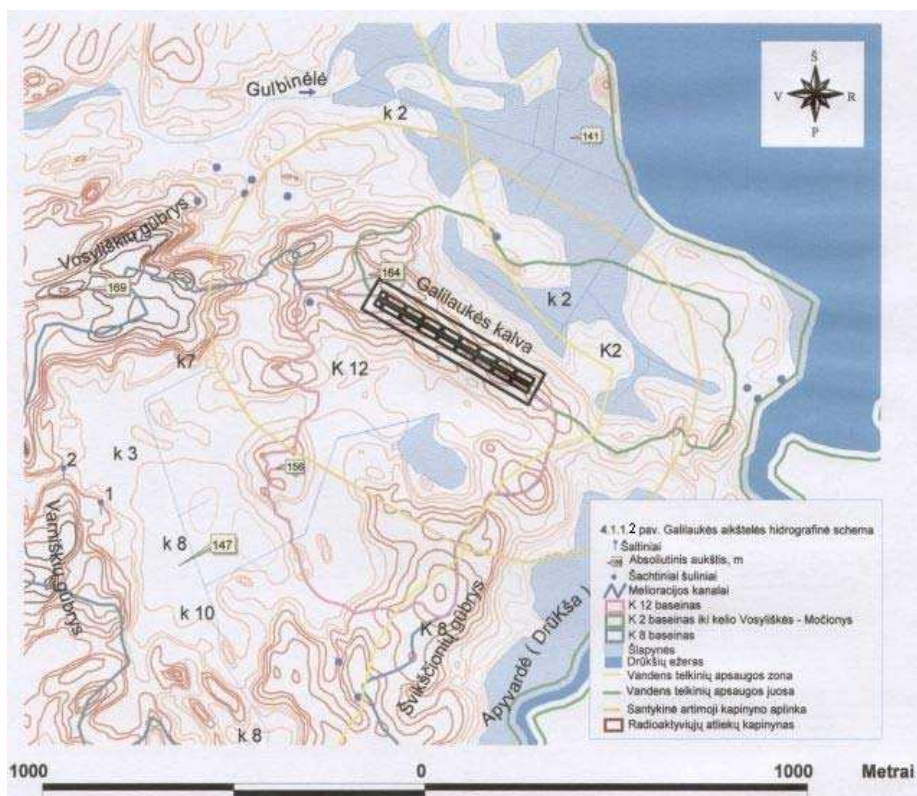 Š
V R
P
Gulbinėlė
k 2
141
Vosyliškių gūbrys
169
164
Galilaukės kalva
k 2
K2
k7
K 12
k 3
2
156
1
Varniškių gūbrys
k 8
147
k 10
K 8
Švikščionių gūbrys
Apyvardė ( Drūkša )
k 8
4.1.1.2 pav. Galilaukės aikštelės hidrografinė schema
Šaltiniai
Absoliutinis aukštis, m
Šachtiniai šuliniai
Melioracijos kanalai
K 12 baseinas
K 2 baseinas iki kelio Vosyliškės - Močionys
K 8 baseinas
Šlapynės
Drūkšių ežeras
Vandens telkinių apsaugos zona
Vandens telkinių apsaugos juosa
Santykinė artimoji kapinyno aplinka
Radioaktyviųjų atliekų kapinynas
1000 0 1000 Metrai